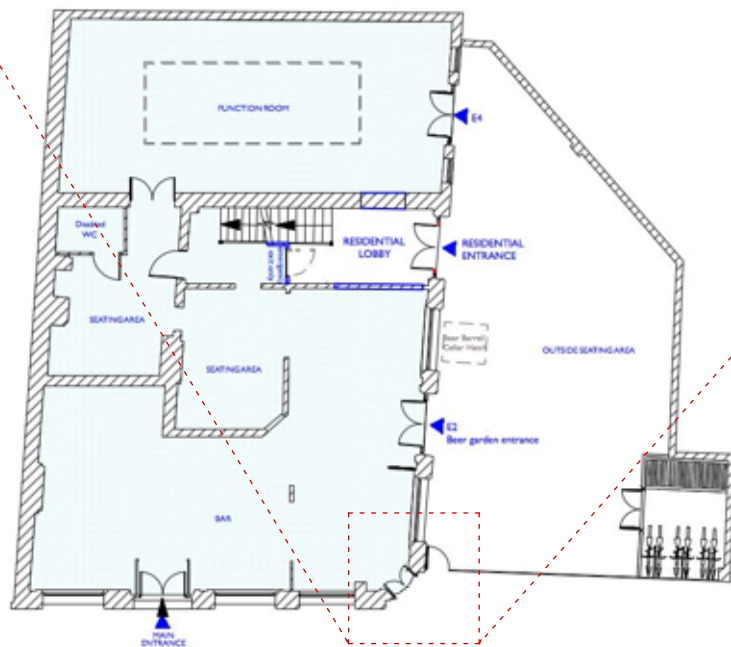 FUNCTION ROOM
E4
Disabled
WC
RESIDENTIAL
LOBBY
RESIDENTIAL
ENTRANCE
SEATING AREA
SEATING AREA
Beer Barrel
Cellar Hatch
OUTSIDE SEATING AREA
E2
Beer garden entrance
BAR
MAIN
ENTRANCE